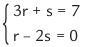 3r + s = 7
r – 2s = 0